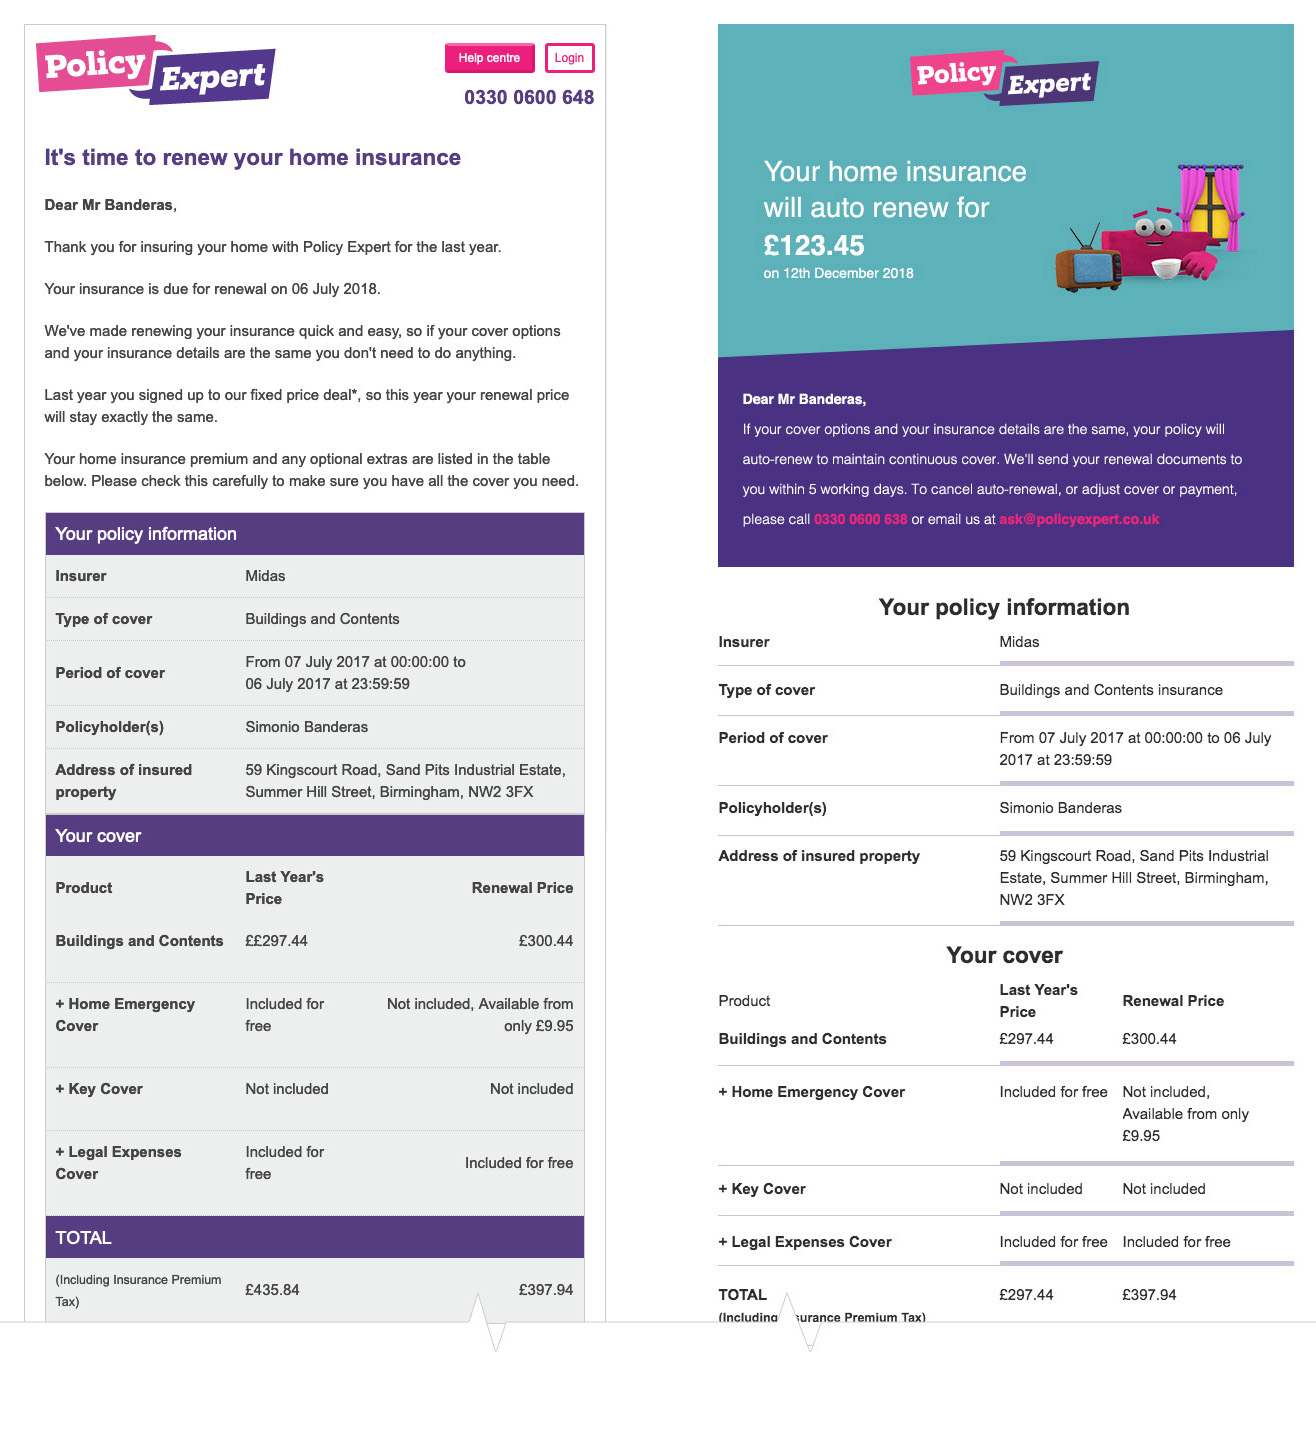 Policy
Expert
Help centre
Login
0330 0600 648
It's time to renew your home insurance
Dear Mr Banderas,
Thank you for insuring your home with Policy Expert for the last year.
Your insurance is due for renewal on 06 July 2018.
We've made renewing your insurance quick and easy, so if your cover options
and your insurance details are the same you don't need to do anything.
Last year you signed up to our fixed price deal*, so this year your renewal price
will stay exactly the same.
Your home insurance premium and any optional extras are listed in the table
below. Please check this carefully to make sure you have all the cover you need.
Your policy information
Insurer Midas
Type of cover Buildings and Contents
Period of cover From 07 July 2017 at 00:00:00 to
06 July 2017 at 23:59:59
Policyholder(s) Simonio Banderas
Address of insured 59 Kingscourt Road, Sand Pits Industrial Estate,
property Summer Hill Street, Birmingham, NW2 3FX
Your cover
Product Last Year's Renewal Price
Price
Buildings and Contents ££297.44 £300.44
+ Home Emergency Included for Not included, Available from
Cover free only £9.95
+ Key Cover Not included Not included
+ Legal Expenses Included for Included for free
Cover free
TOTAL
(Including Insurance Premium £435.84 £397.94
Tax)
Policy
Expert
Your home insurance
will auto renew for
£123.45
on 12th December 2018
Dear Mr Banderas,
If your cover options and your insurance details are the same, your policy will
auto-renew to maintain continuous cover. We'll send your renewal documents to
you within 5 working days. To cancel auto-renewal, or adjust cover or payment,
please call 0330 0600 638 or email us at ask@policyexpert.co.uk
Your policy information
Insurer Midas
Type of cover Buildings and Contents insurance
Period of cover From 07 July 2017 at 00:00:00 to 06 July
2017 at 23:59:59
Policyholder(s) Simonio Banderas
Address of insured property 59 Kingscourt Road, Sand Pits Industrial
Estate, Summer Hill Street, Birmingham,
NW2 3FX
Your cover
Product Last Year's Renewal Price
Price
Buildings and Contents £297.44 £300.44
+ Home Emergency Cover Included for free Not included,
Available from only
£9.95
+ Key Cover Not included Not included
+ Legal Expenses Cover Included for free Included for free
TOTAL £297.44 £397.94
(Including surance Premium Tax)